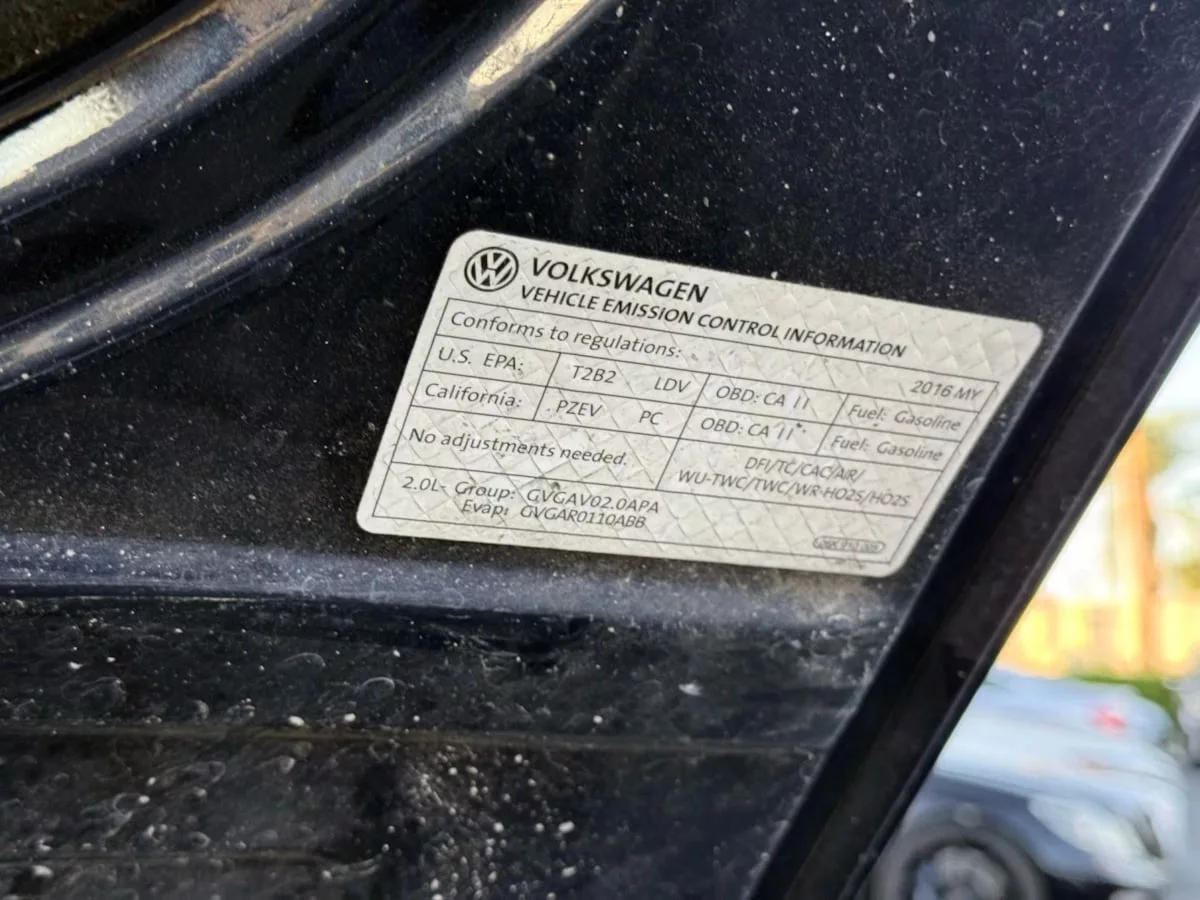 VOLKSWAGEN
VEHICLE EMISSION CONTROL INFORMATION
Conforms to regulations: 2016 MY
U.S. EPA: T2B2 LDV OBD: CA II Fuel: Gasoline
California: PZEV PC OBD: CA II Fuel: Gasoline
No adjustments needed. DFI/TC/CAC/AIR/
WU-TWC/TWC/WR-HO2S/HO2S
2.0L- Group: GVGAV02.0APA
Evap: GVGAR0110ABB